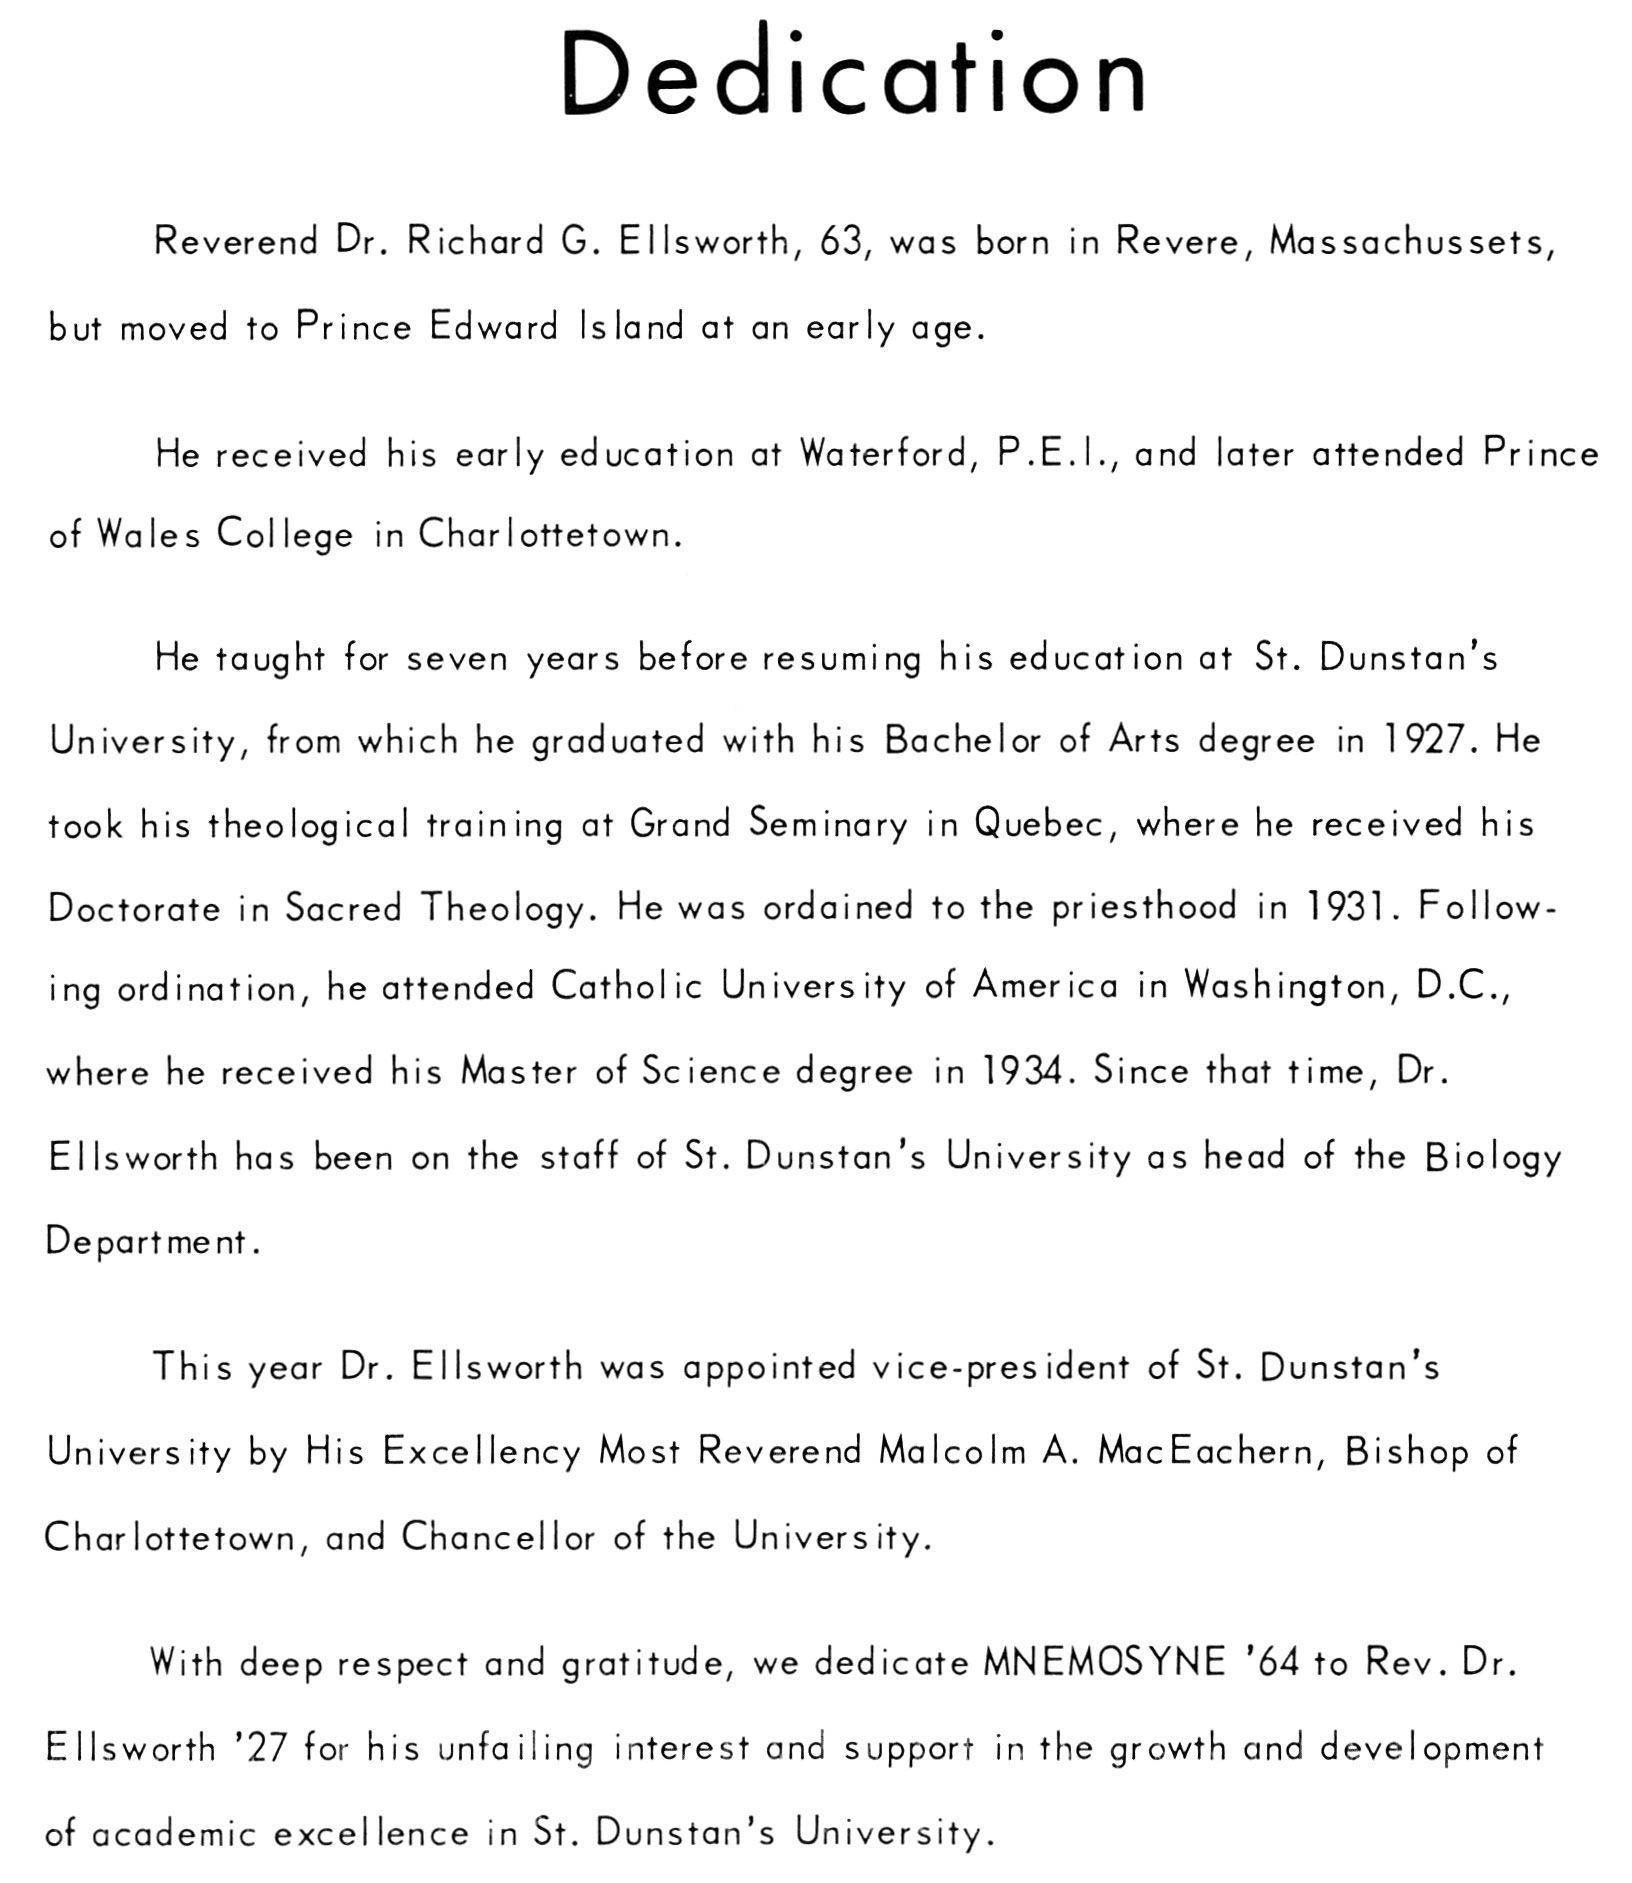 Dedication
Reverend Dr. Richard G. Ellsworth, 63, was born in Revere, Massachussets,
but moved to Prince Edward Island at an early age.
He received his early education at Waterford, P.E.I., and later attended Prince
of Wales College in Charlottetown.
He taught for seven years before resuming his education at St. Dunstan's
University, from which he graduated with his Bachelor of Arts degree in 1927. He
took his theological training at Grand Seminary in Quebec, where he received his
Doctorate in Sacred Theology. He was ordained to the priesthood in 1931. Follow-
ing ordination, he attended Catholic University of America in Washington, D.C.,
where he received his Master of Science degree in 1934. Since that time, Dr.
Ellsworth has been on the staff of St. Dunstan's University as head of the Biology
Department.
This year Dr. Ellsworth was appointed vice-president of St. Dunstan's
University by His Excellency Most Reverend Malcolm A. MacEachern, Bishop of
Charlottetown, and Chancellor of the University.
With deep respect and gratitude, we dedicate MNEMOSYNE '64 to Rev. Dr.
Ellsworth '27 for his unfailing interest and support in the growth and development
of academic excellence in St. Dunstan's University.